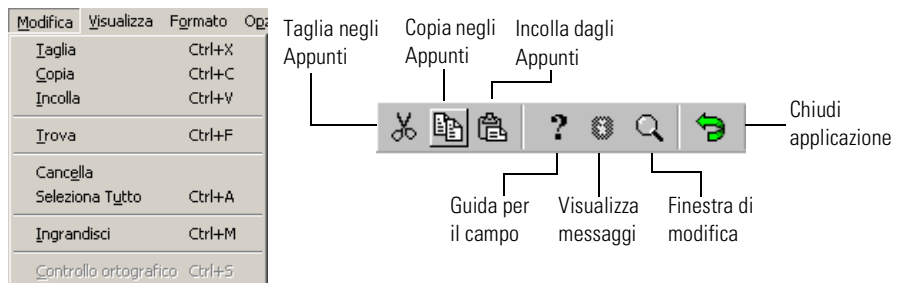 Modifica Visualizza Formato
Taglia Ctrl+X
Copia Ctrl+C
Incolla Ctrl+V
Trova Ctrl+F
Cancella
Seleziona Tutto Ctrl+A
Ingrandisci Ctrl+M
Controllo ortografico Ctrl+S
Taglia negli
Appunti
Copia negli
Appunti
Incolla dagli
Appunti
Chiudi
applicazione
Guida per
il campo
Visualizza
messaggi
Finestra di
modifica